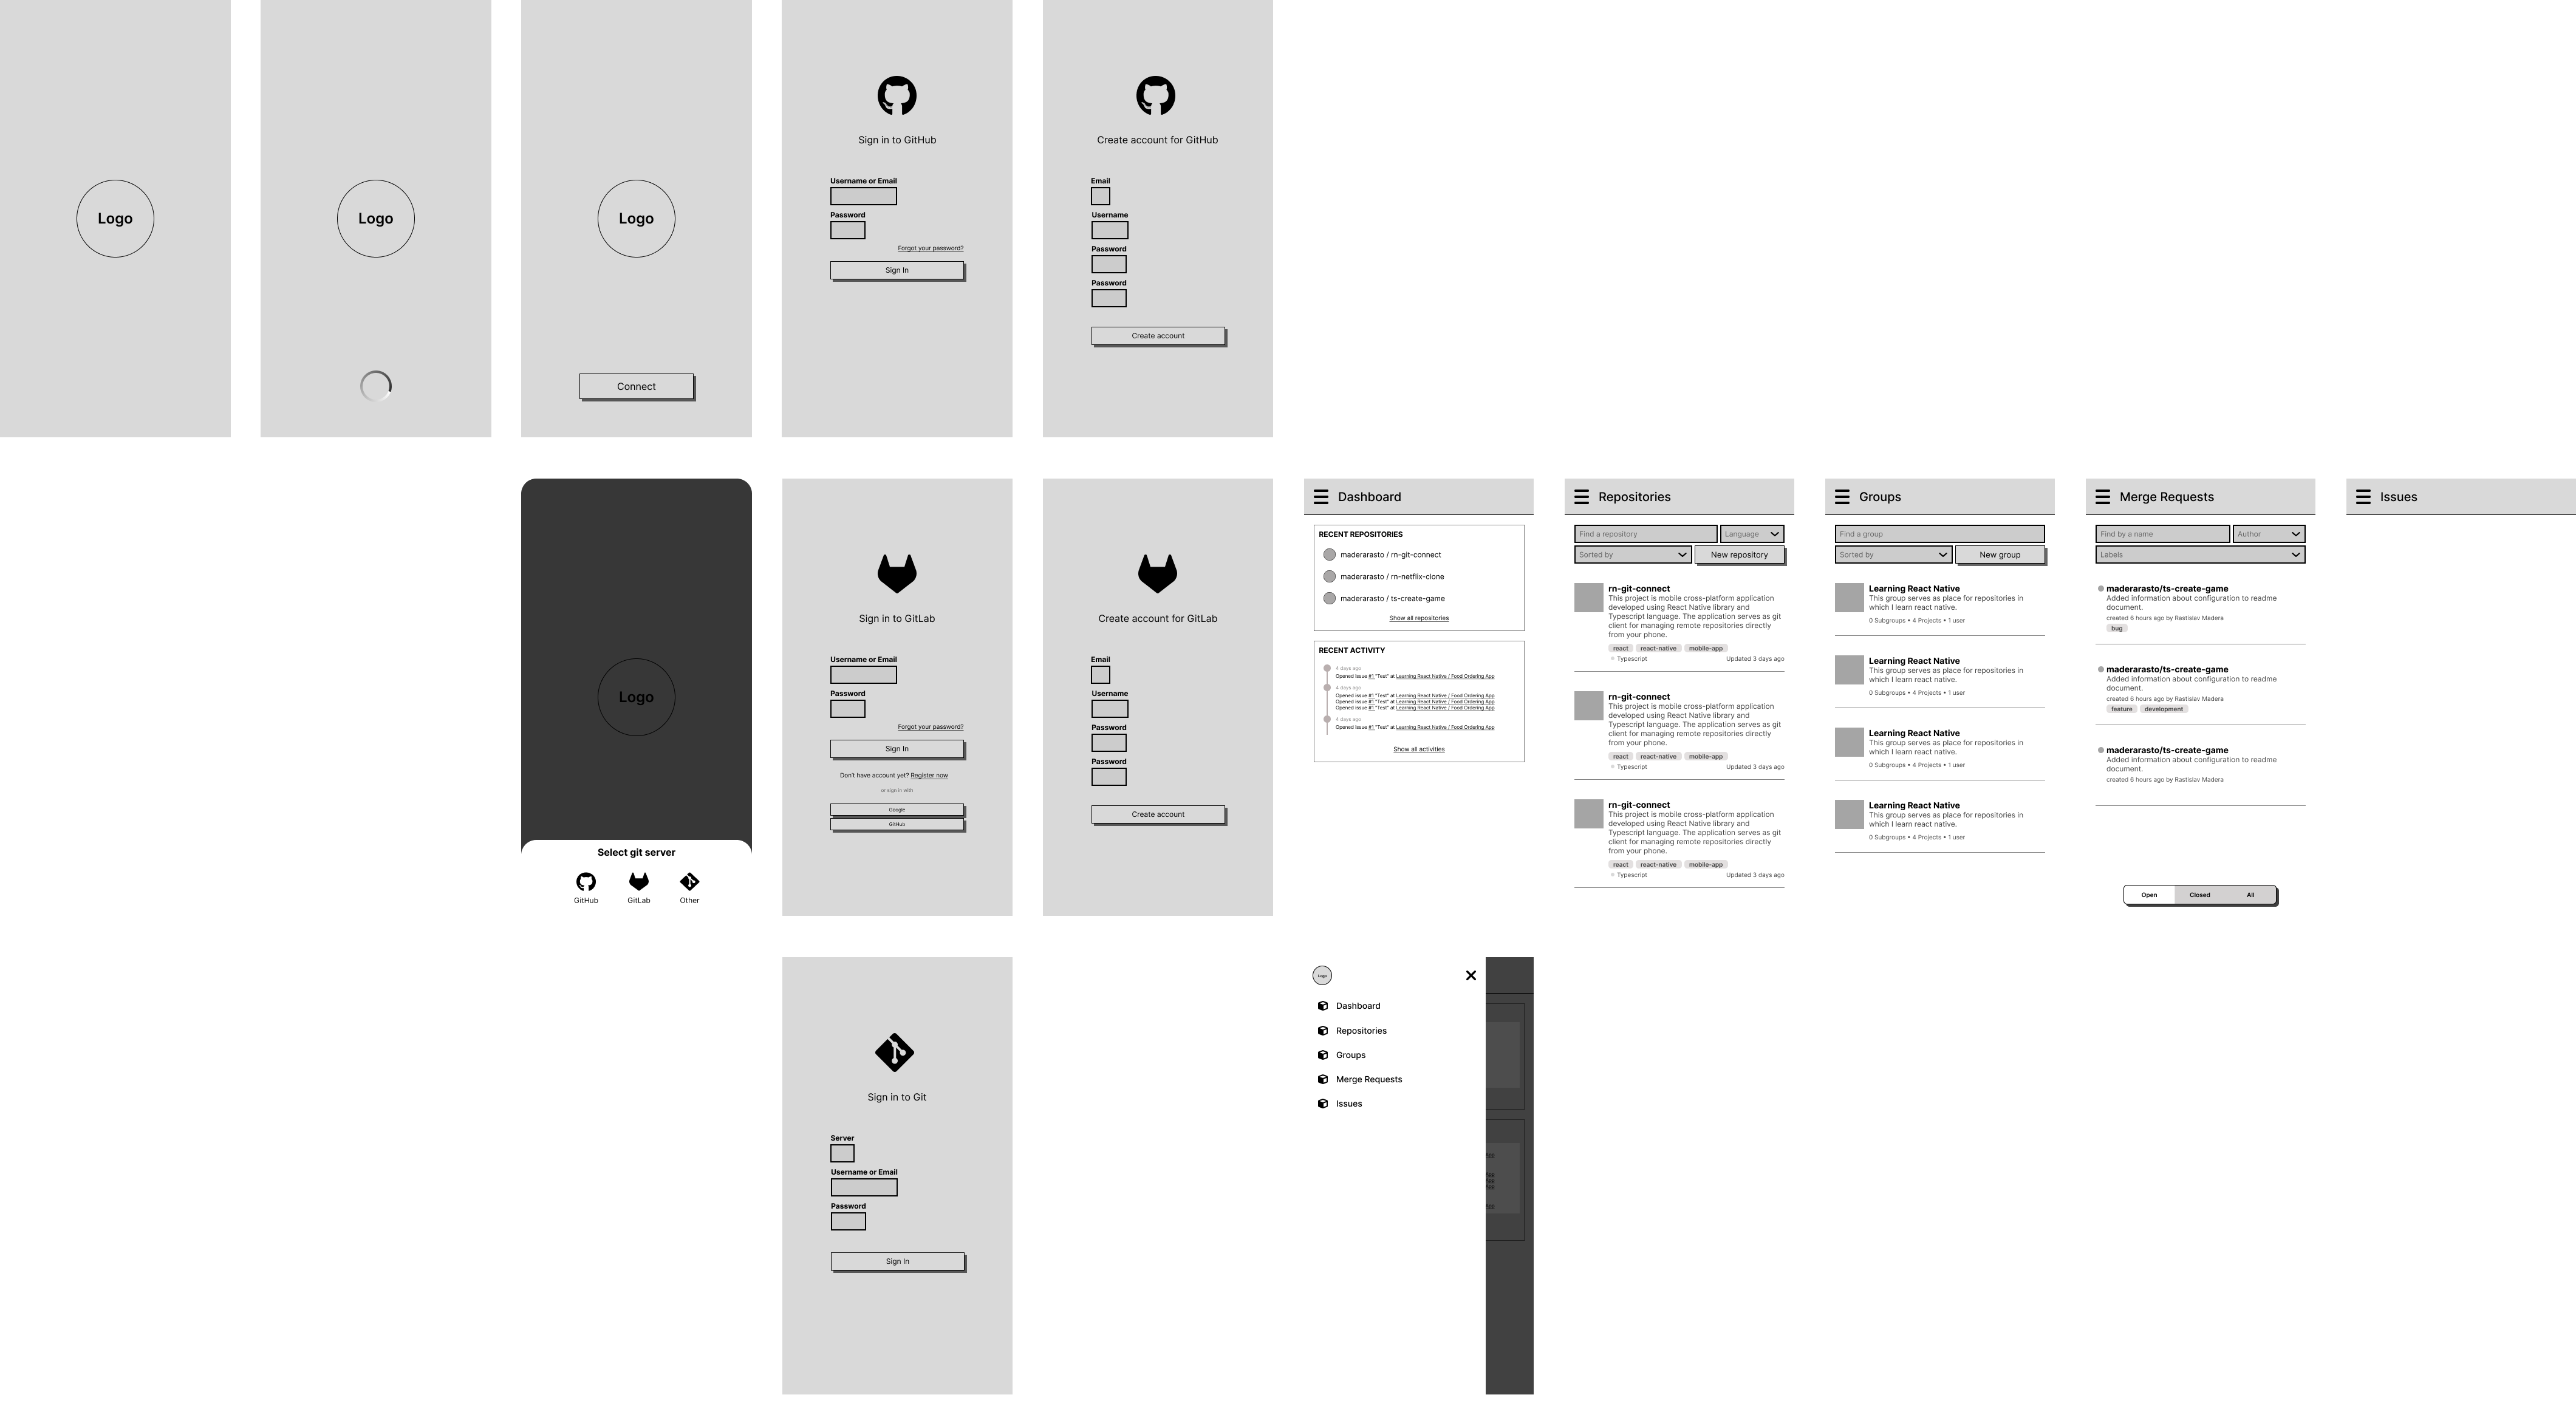 Logo
Logo
Logo
Connect
Sign in to GitHub
Username or Email
Password
Forgot your password?
Sign In
Create account for GitHub
Email
Username
Password
Password
Create account
Logo
Select git server
GitHub
GitLab
Other
Sign in to GitLab
Username or Email
Password
Forgot your password?
Sign In
Don't have account yet? Register now
or sign in with
Google
GitHub
Create account for GitLab
Email
Username
Password
Password
Create account
Dashboard
RECENT REPOSITORIES
maderarasto / rn-git-connect
maderarasto / rn-netflix-clone
maderarasto / ts-create-game
Show all repositories
RECENT ACTIVITY
4 days ago
Opened issue #1 "Test" at Learning React Native / Food Ordering App
4 days ago
Opened issue #1 "Test" at Learning React Native / Food Ordering App
Opened issue #1 "Test" at Learning React Native / Food Ordering App
Opened issue #1 "Test" at Learning React Native / Food Ordering App
4 days ago
Opened issue #1 "Test" at Learning React Native / Food Ordering App
Show all activities
Repositories
Find a repository
Language
Sorted by
New repository
rn-git-connect
This project is mobile cross-platform application
developed using React Native library and
Typescript language. The application serves as git
client for managing remote repositories directly
from your phone.
react react-native mobile-app
Typescript Updated 3 days ago
rn-git-connect
This project is mobile cross-platform application
developed using React Native library and
Typescript language. The application serves as git
client for managing remote repositories directly
from your phone.
react react-native mobile-app
Typescript Updated 3 days ago
rn-git-connect
This project is mobile cross-platform application
developed using React Native library and
Typescript language. The application serves as git
client for managing remote repositories directly
from your phone.
react react-native mobile-app
Typescript Updated 3 days ago
Groups
Find a group
Sorted by
New group
Learning React Native
This group serves as place for repositories in
which I learn react native.
0 Subgroups • 4 Projects • 1 user
Learning React Native
This group serves as place for repositories in
which I learn react native.
0 Subgroups • 4 Projects • 1 user
Learning React Native
This group serves as place for repositories in
which I learn react native.
0 Subgroups • 4 Projects • 1 user
Learning React Native
This group serves as place for repositories in
which I learn react native.
0 Subgroups • 4 Projects • 1 user
Merge Requests
Find by a name
Author
Labels
maderarasto/ts-create-game
Added information about configuration to readme
document.
created 6 hours ago by Rastislav Madera
bug
maderarasto/ts-create-game
Added information about configuration to readme
document.
created 6 hours ago by Rastislav Madera
feature development
maderarasto/ts-create-game
Added information about configuration to readme
document.
created 6 hours ago by Rastislav Madera
Open Closed All
Issues
Sign in to Git
Server
Username or Email
Password
Sign In
Logo
Dashboard
Repositories
Groups
Merge Requests
Issues
App
App
App
App
App